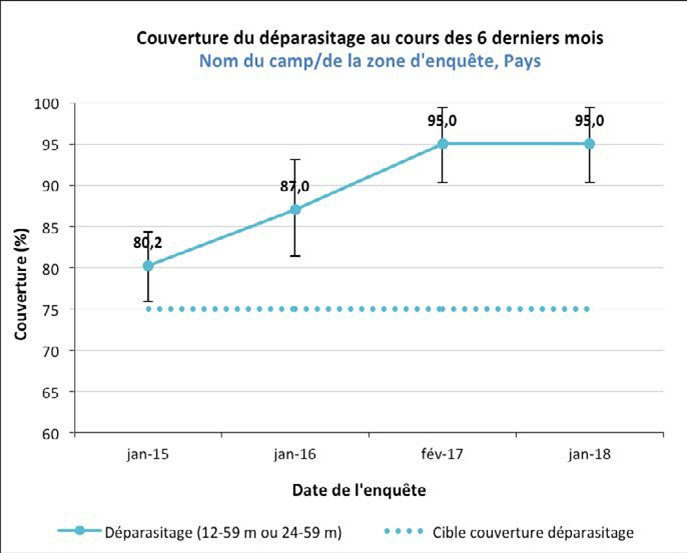 Couverture du déparasitage au cours des 6 derniers mois
Nom du camp/de la zone d'enquête, Pays
Couverture (%)
100
95
90
85
80
75
70
65
60
80,2
87,0
95,0
95,0
jan-15
jan-16
fév-17
jan-18
Date de l'enquête
Déparasitage (12-59 m ou 24-59 m)
Cible couverture déparasitage